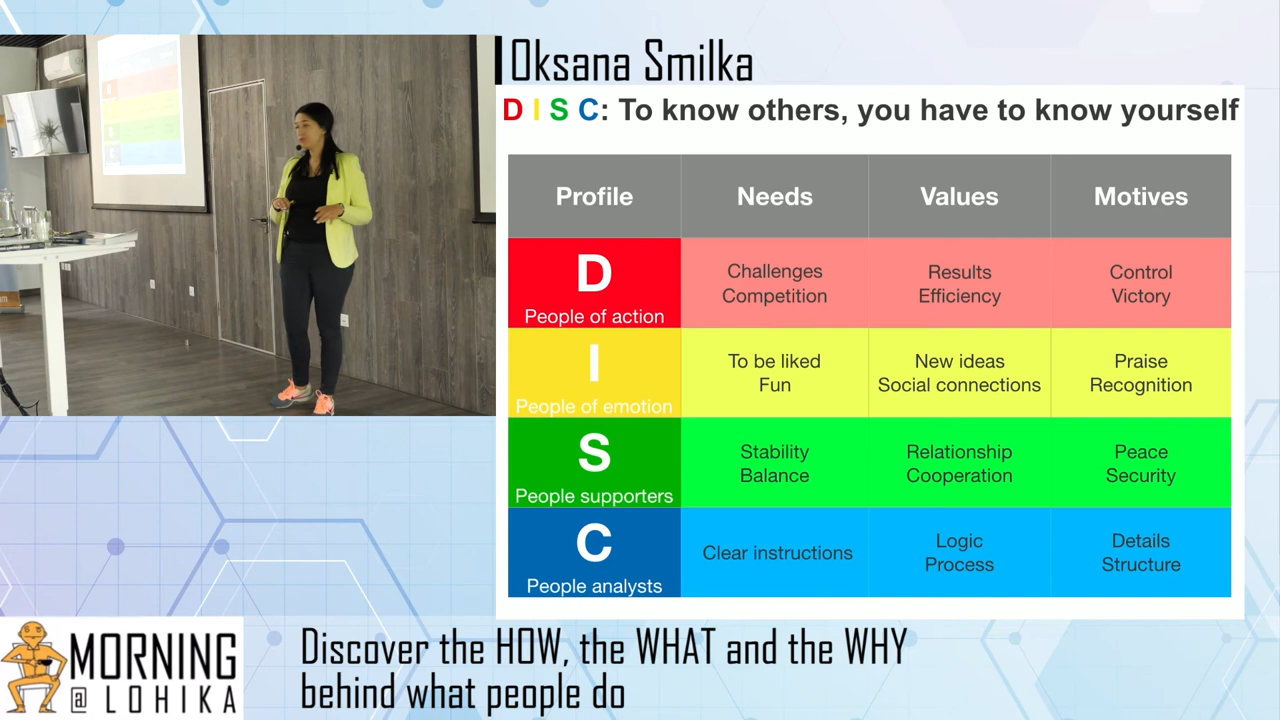 Oksana Smilka
D I S C: To know others, you have to know yourself
Profile Needs Values Motives
D
People of action
Challenges
Competition
Results
Efficiency
Control
Victory
I
People of emotion
To be liked
Fun
New ideas
Social connections
Praise
Recognition
S
People supporters
Stability
Balance
Relationship
Cooperation
Peace
Security
C
People analysts
Clear instructions
Logic
Process
Details
Structure
MORNING
@ LOHIKA
Discover the HOW, the WHAT and the WHY
behind what people do